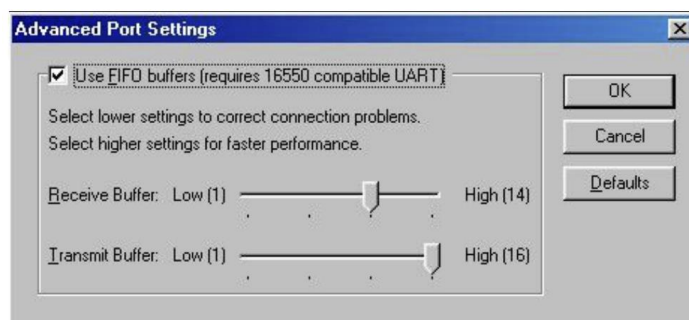 Advanced Port Settings
Use FIFO buffers (requires 16550 compatible UART)
Select lower settings to correct connection problems.
Select higher settings for faster performance.
Receive Buffer: Low (1) High (14)
Transmit Buffer: Low (1) High (16)
OK
Cancel
Defaults